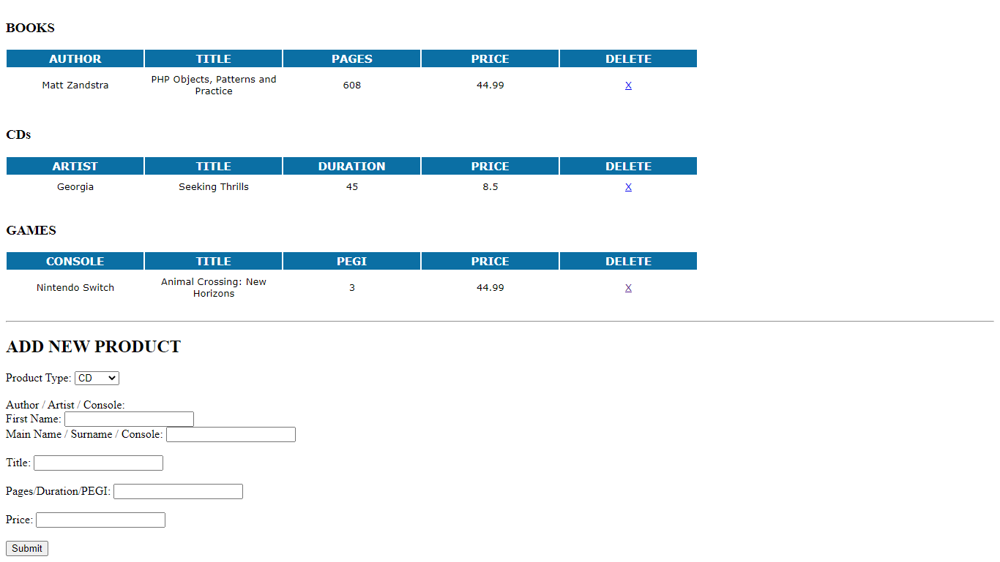 BOOKS
AUTHOR TITLE PAGES PRICE DELETE
Matt Zandstra PHP Objects, Patterns and Practice 608 44.99 X
CDs
ARTIST TITLE DURATION PRICE DELETE
Georgia Seeking Thrills 45 8.5 X
GAMES
CONSOLE TITLE PEGI PRICE DELETE
Nintendo Switch Animal Crossing: New Horizons 3 44.99 X
ADD NEW PRODUCT
Product Type: CD
Author / Artist / Console:
First Name:
Main Name / Surname / Console:
Title:
Pages/Duration/PEGI:
Price:
Submit